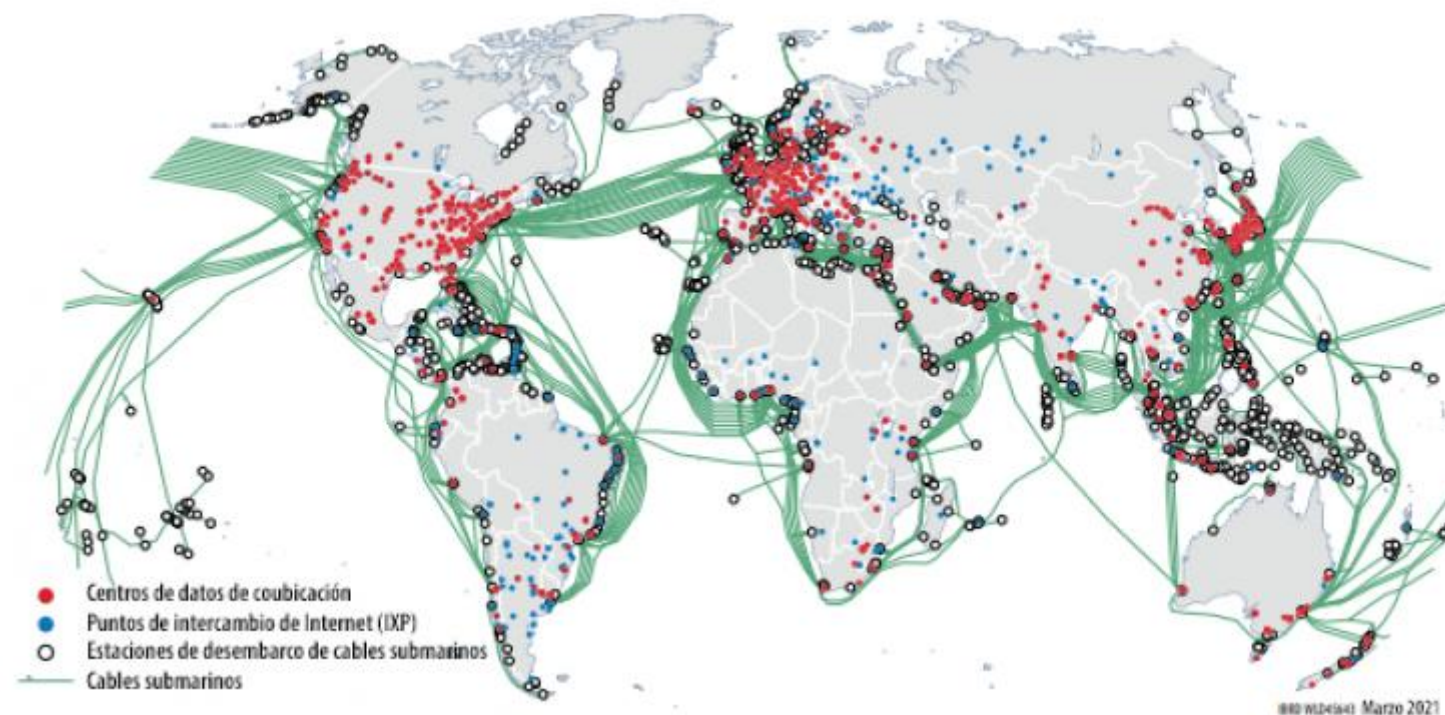 Centros de datos de coubicación
Puntos de intercambio de Internet (IXP)
Estaciones de desembarco de cables submarinos
Cables submarinos
Marzo 2021